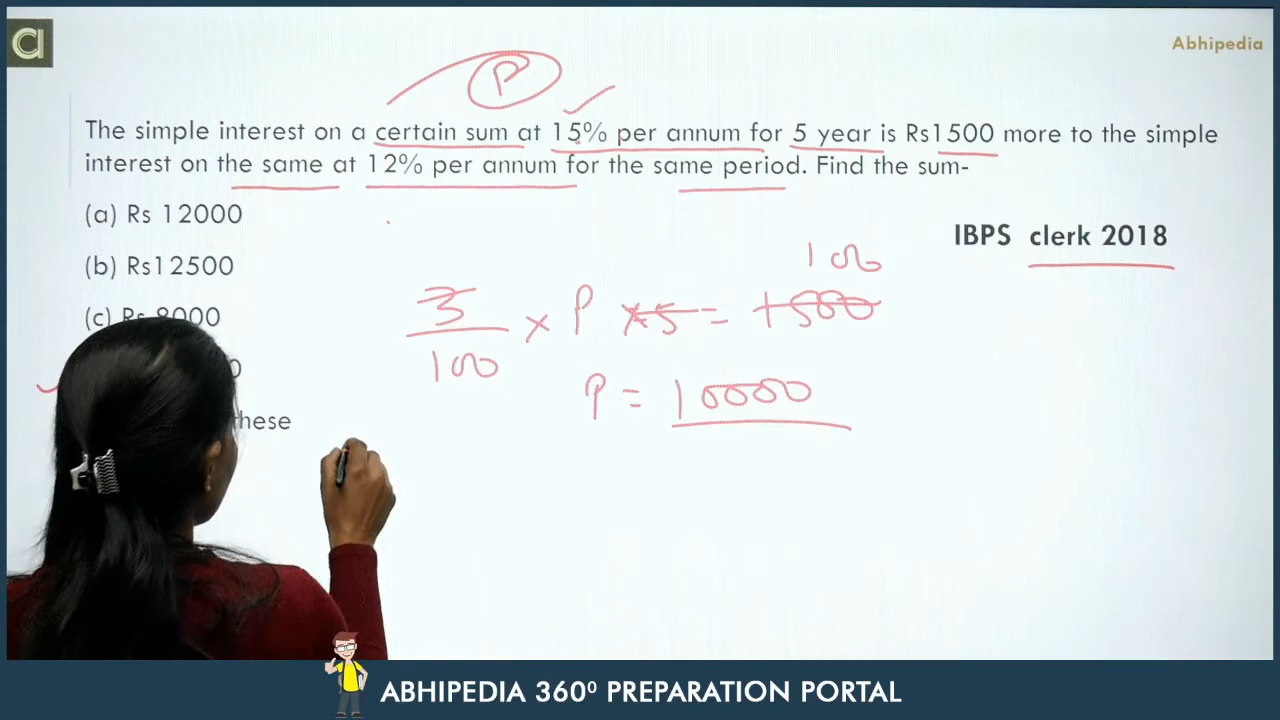 Abhipedia
P
The simple interest on a certain sum at 15% per annum for 5 year is Rs1500 more to the simple
interest on the same at 12% per annum for the same period. Find the sum-
(a) Rs 12000
IBPS clerk 2018
(b) Rs12500
100
(c) Rs 8000
3/100 × P ×5 = 1500
P = 10000
these
ABHIPEDIA 360⁰ PREPARATION PORTAL